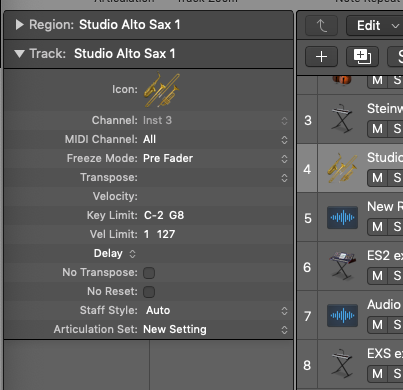 Region: Studio Alto Sax 1
Edit
Track: Studio Alto Sax 1
Icon:
Channel: Inst 3
MIDI Channel: All
Freeze Mode: Pre Fader
Transpose:
Velocity:
Key Limit: C-2 G8
Vel Limit: 1 127
Delay
No Transpose:
No Reset:
Staff Style: Auto
Articulation Set: New Setting
S
3
Steinw
M S
4
Studio
M S
5
New R
M S
6
ES2 e
M S
7
Audio
M S
8
EXS e
M S